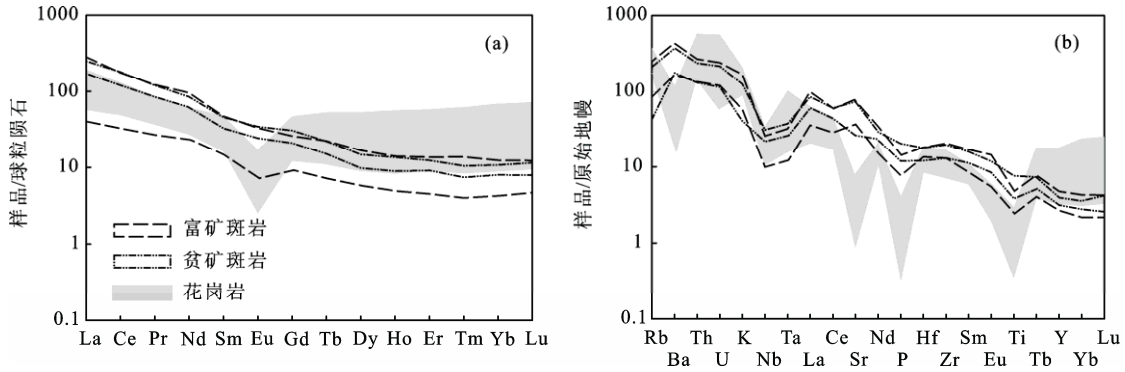 1000
100
10
1
0.1
样品/球粒陨石
(a)
富矿斑岩
贫矿斑岩
花岗岩
La Ce Pr Nd Sm Eu Gd Tb Dy Ho Er Tm Yb Lu
1000
100
10
1
0.1
样品/原始地幔
(b)
Rb Th K Ta Ce Nd Hf Sm Ti Y Lu
Ba U Nb La Sr P Zr Eu Tb Yb